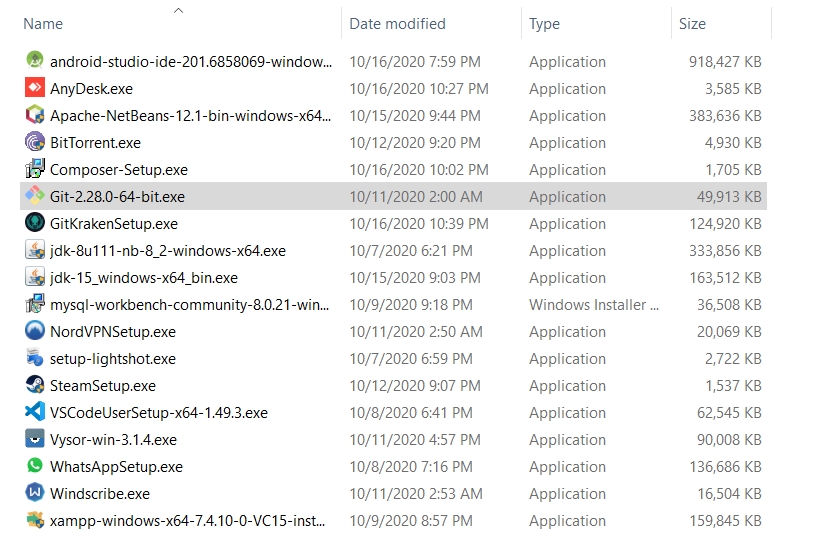 Name Date modified Type Size
android-studio-ide-201.6858069-window... 10/16/2020 7:59 PM Application 918,427 KB
AnyDesk.exe 10/16/2020 10:27 PM Application 3,585 KB
Apache-NetBeans-12.1-bin-windows-x64... 10/15/2020 9:44 PM Application 383,636 KB
BitTorrent.exe 10/12/2020 9:20 PM Application 4,930 KB
Composer-Setup.exe 10/16/2020 10:02 PM Application 1,705 KB
Git-2.28.0-64-bit.exe 10/11/2020 2:00 AM Application 49,913 KB
GitKrakenSetup.exe 10/16/2020 10:39 PM Application 124,920 KB
jdk-8u111-nb-8_2-windows-x64.exe 10/7/2020 6:21 PM Application 333,856 KB
jdk-15_windows-x64_bin.exe 10/15/2020 9:03 PM Application 163,512 KB
mysql-workbench-community-8.0.21-win... 10/9/2020 9:18 PM Windows Installer ... 36,508 KB
NordVPNSetup.exe 10/11/2020 2:50 AM Application 20,069 KB
setup-lightshot.exe 10/7/2020 6:59 PM Application 2,722 KB
SteamSetup.exe 10/12/2020 9:07 PM Application 1,537 KB
VSCodeUserSetup-x64-1.49.3.exe 10/8/2020 6:41 PM Application 62,545 KB
Vysor-win-3.1.4.exe 10/11/2020 4:57 PM Application 90,008 KB
WhatsAppSetup.exe 10/8/2020 7:16 PM Application 136,686 KB
Windscribe.exe 10/11/2020 2:53 AM Application 16,504 KB
xampp-windows-x64-7.4.10-0-VC15-inst... 10/9/2020 8:57 PM Application 159,845 KB